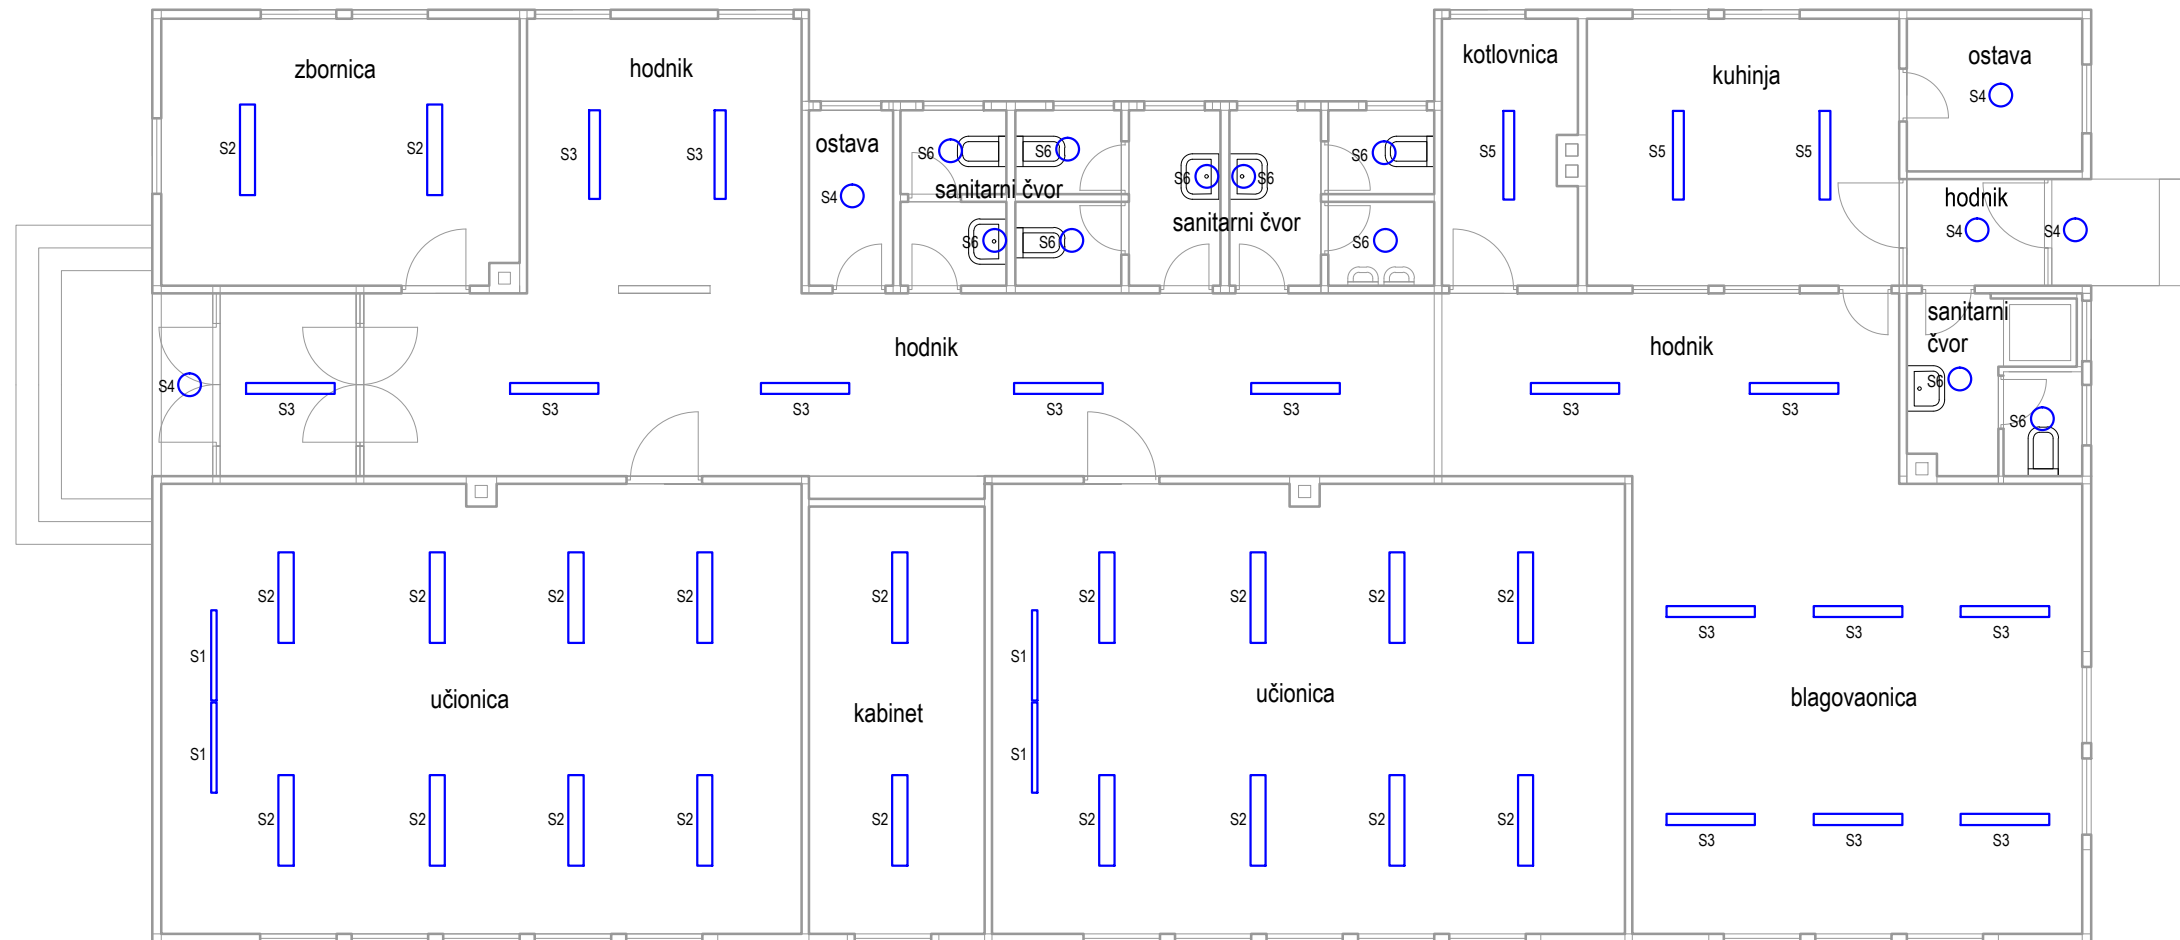 zbornica
hodnik
kotlovnica
kuhinja
ostava
S4
S2
S2
S3
S3
ostava
S4
S6
S6
sanitarni čvor
S6
S6
S6
S6
sanitarni čvor
S6
S6
S5
S5
S5
hodnik
S4
S4
hodnik
hodnik
sanitarni
čvor
S6
S6
S4
S3
S3
S3
S3
S3
S3
S3
S2
S2
S2
S2
S2
S2
S2
S2
S2
S1
S1
S3
S3
S3
učionica
kabinet
učionica
blagovaonica
S1
S1
S2
S2
S2
S2
S2
S2
S2
S2
S2
S3
S3
S3